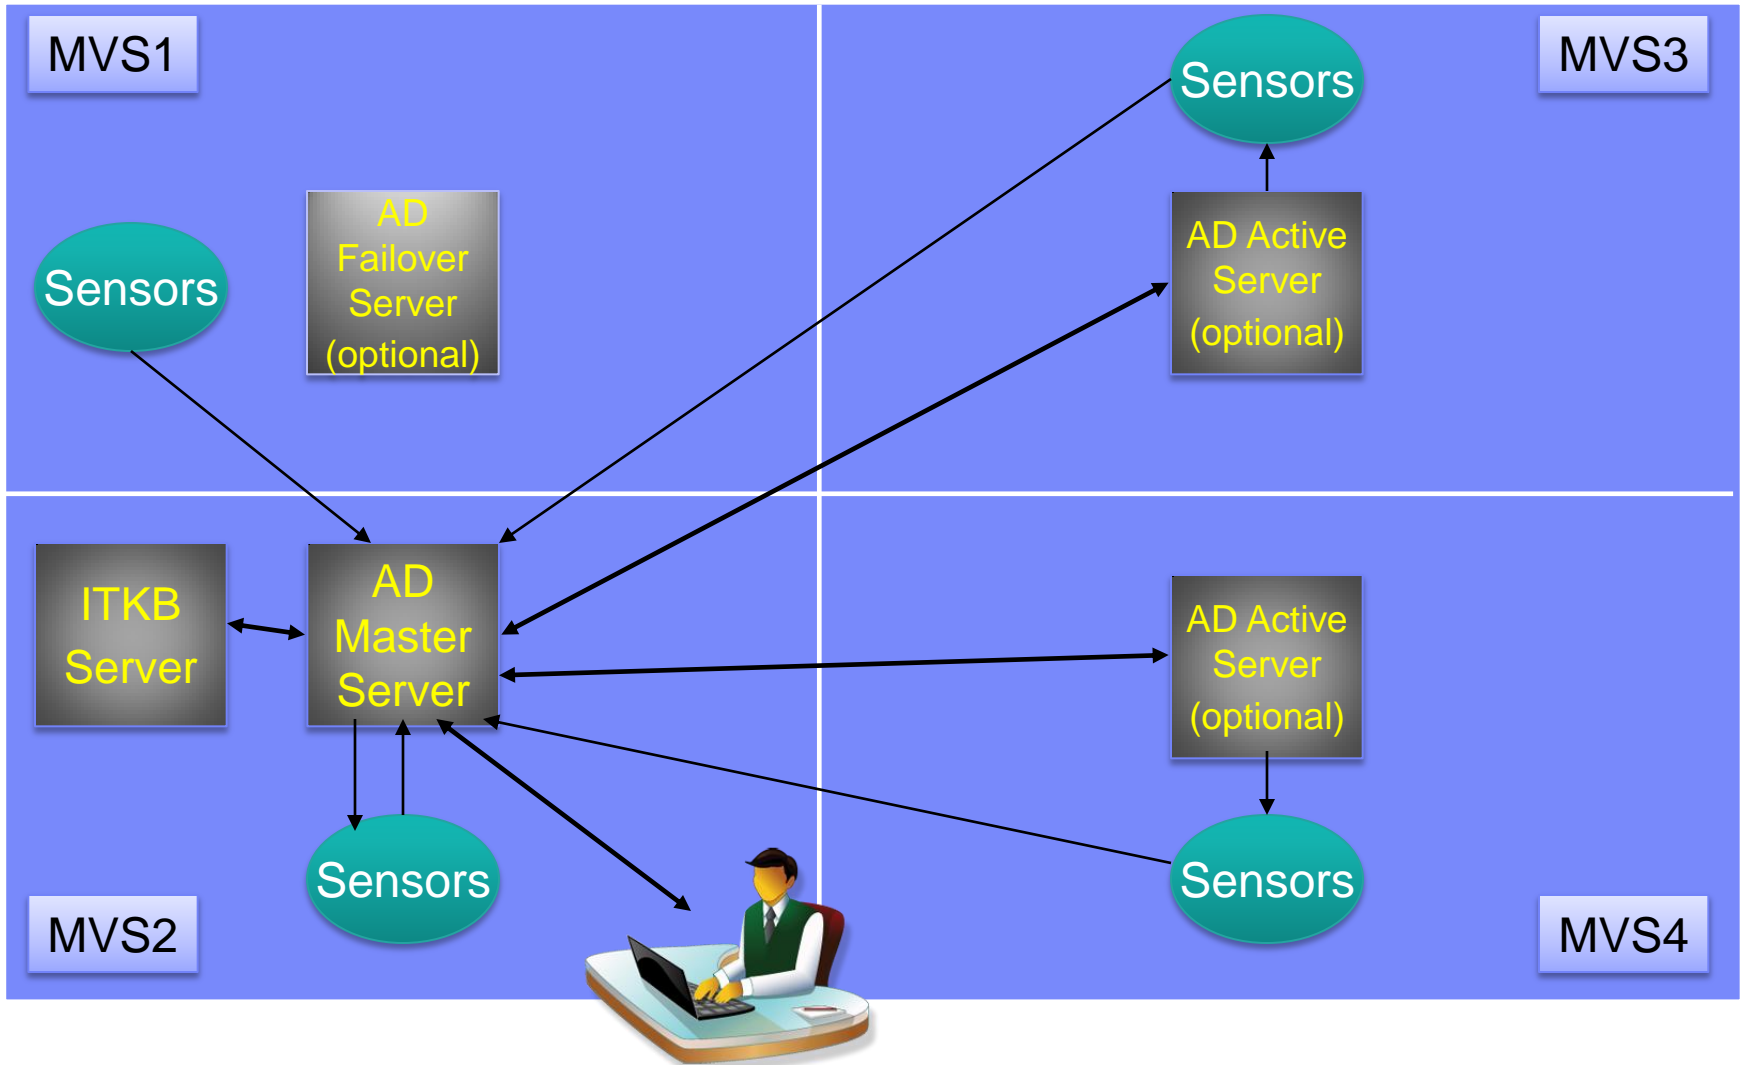 MVS1
Sensors
AD
Failover
Server
(optional)
MVS3
Sensors
AD Active
Server
(optional)
ITKB
Server
AD
Master
Server
Sensors
MVS2
AD Active
Server
(optional)
Sensors
MVS4